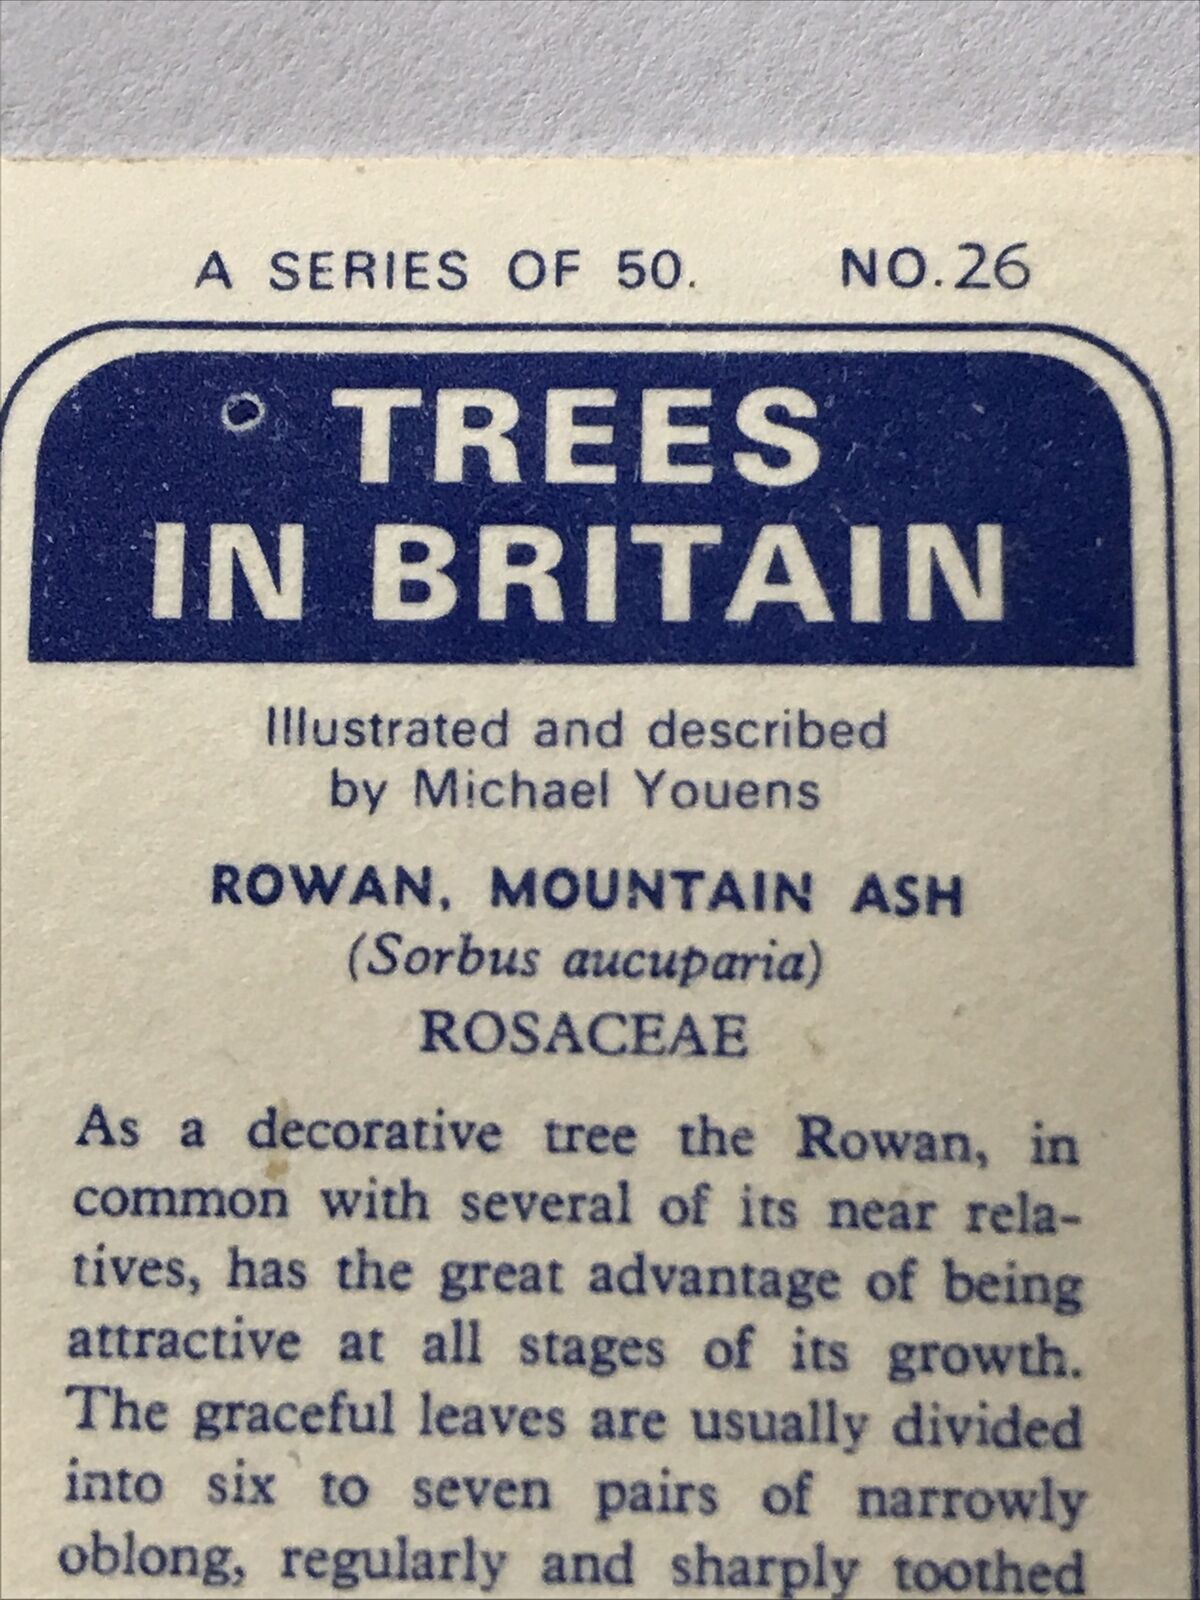 A SERIES OF 50. NO. 26
TREES
IN BRITAIN
Illustrated and described
by Michael Youens
ROWAN, MOUNTAIN ASH
(Sorbus aucuparia)
ROSACEAE
As a decorative tree the Rowan, in
common with several of its near rela-
tives, has the great advantage of being
attractive at all stages of its growth.
The graceful leaves are usually divided
into six to seven pairs of narrowly
oblong, regularly and sharply toothed